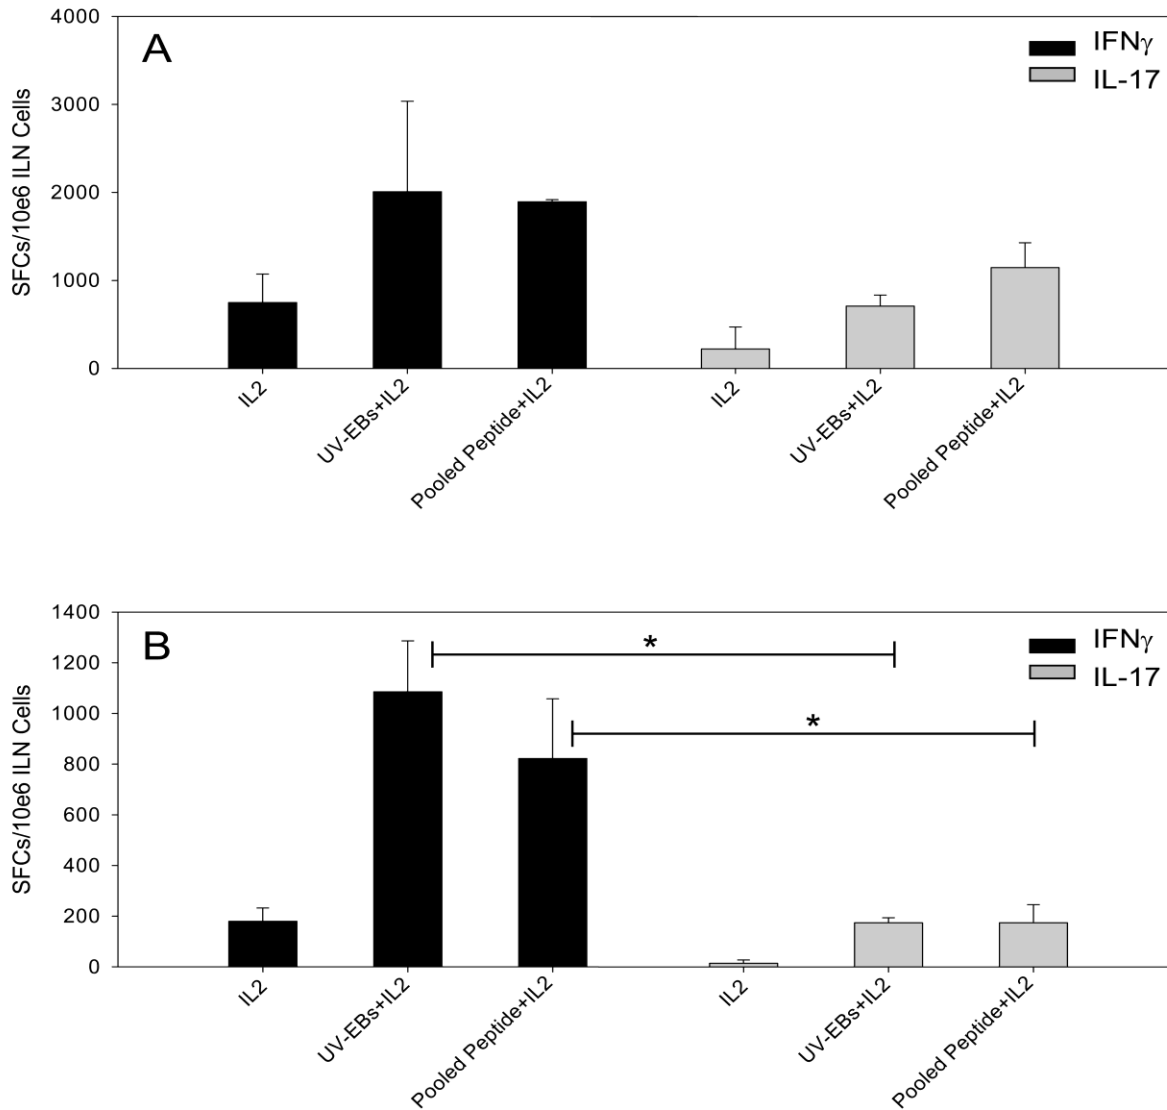 A
IFNγ
IL-17
SFCs/10e6 ILN Cells
4000
3000
2000
1000
0
IL2
UV-EBs+IL2
Pooled Peptide+IL2
IL2
UV-EBs+IL2
Pooled Peptide+IL2
B
IFNγ
IL-17
SFCs/10e6 ILN Cells
1400
1200
1000
800
600
400
200
0
*
*
IL2
UV-EBs+IL2
Pooled Peptide+IL2
IL2
UV-EBs+IL2
Pooled Peptide+IL2